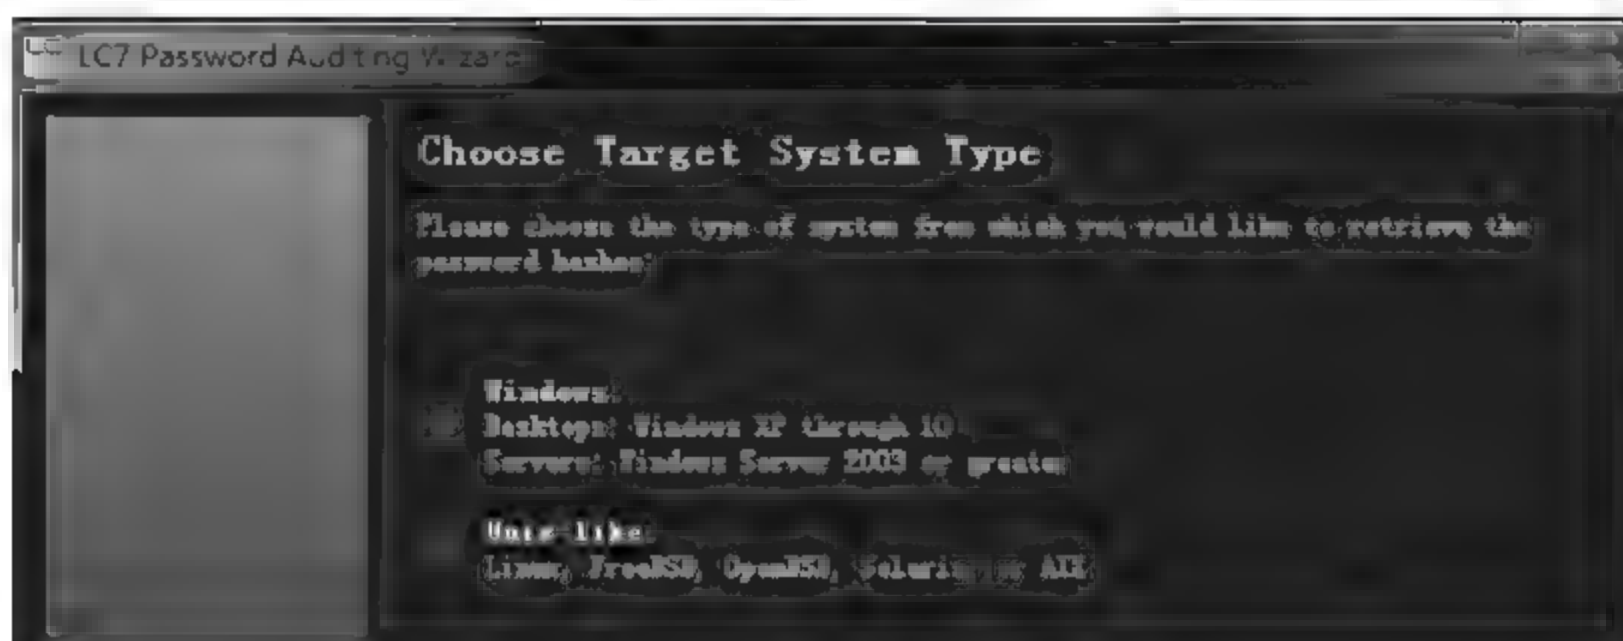 LC7 Password Auditing Wizard
Choose Target System Type
Please choose the type of system from which you would like to retrieve the
password hashes
Windows:
Desktops: Windows XP through 10
Servers: Windows Server 2003 or greater
Unix-like
Linux, FreeBSD, OpenBSD, Solaris, or AIX